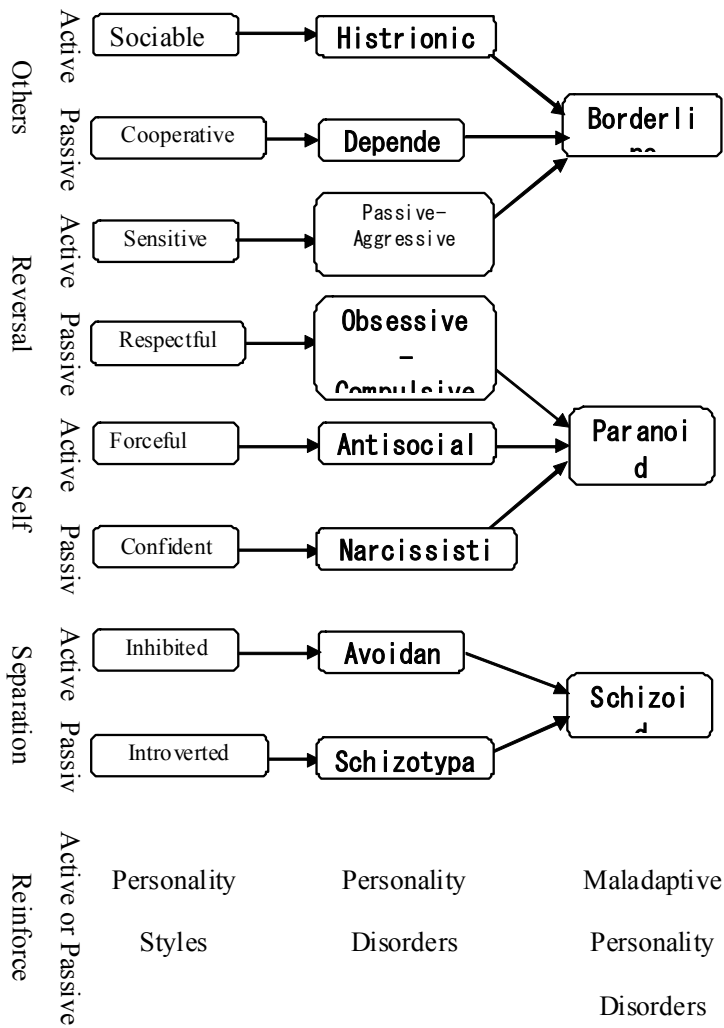 Others
Active
Sociable
Histrionic
Passive
Cooperative
Depende
Borderli
Reversal
Active
Sensitive
Passive-
Aggressive
Passive
Respectful
Obsessive
-
Compulsive
Self
Active
Forceful
Antisocial
Paranoi
d
Passiv
Confident
Narcissisti
Separation
Active
Inhibited
Avoidan
Schizoi
d
Passiv
Introverted
Schizotypa
Reinforce
Active or Passive
Personality
Styles
Personality
Disorders
Maladaptive
Personality
Disorders